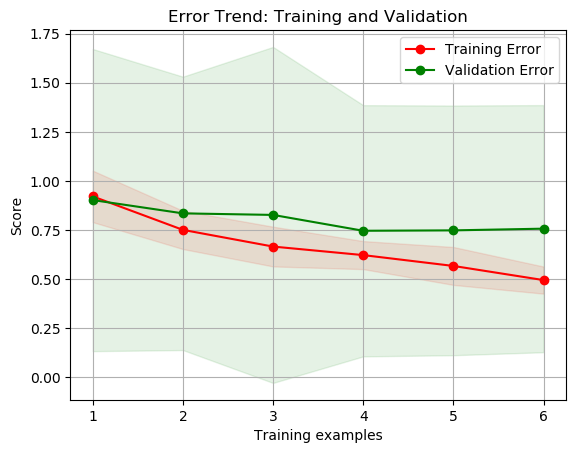 Error Trend: Training and Validation
1.75
1.50
1.25
1.00
0.75
0.50
0.25
0.00
Score
Training Error
Validation Error
1 2 3 4 5 6
Training examples